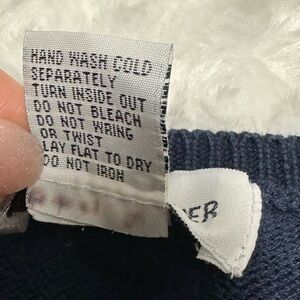 HAND WASH COLD
SEPARATELY
TURN INSIDE OUT
DO NOT BLEACH
DO NOT WRING
OR TWIST
LAY FLAT TO DRY
DO NOT IRON